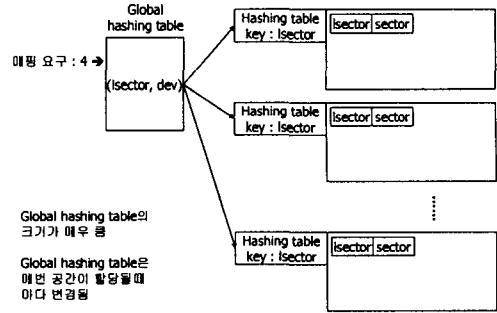 Global
hashing table
매핑 요구 : 4 →
(lsector, dev)
Hashing table
key : lsector
lsector sector
Hashing table
key : lsector
lsector sector
Hashing table
key : lsector
lsector sector
Global hashing table의
크기가 매우 큼
Global hashing table은
매번 공간이 할당될때
마다 변경됨